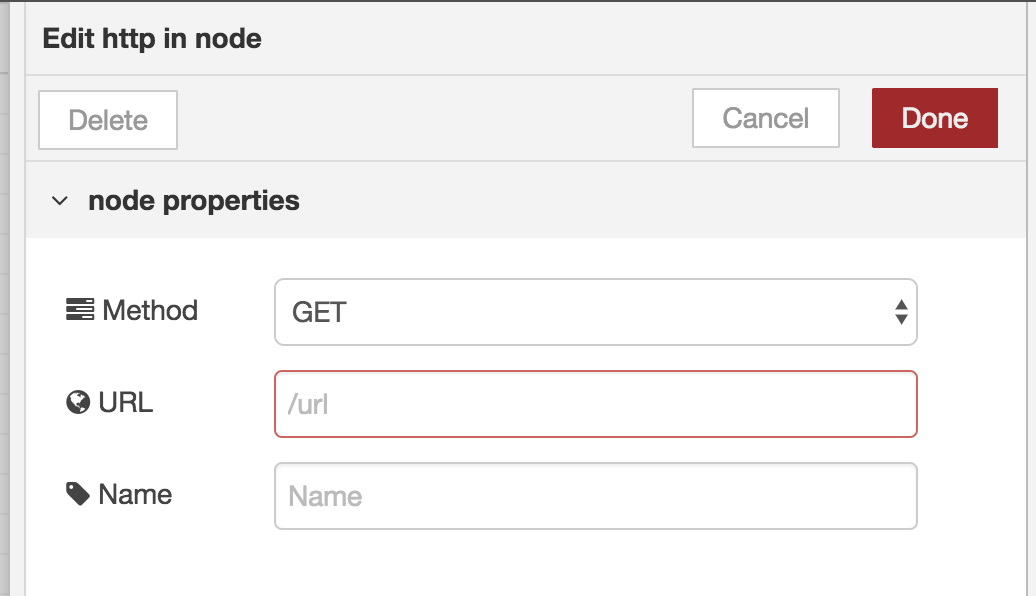 Edit http in node
Delete Cancel Done
node properties
Method GET
URL /url
Name Name